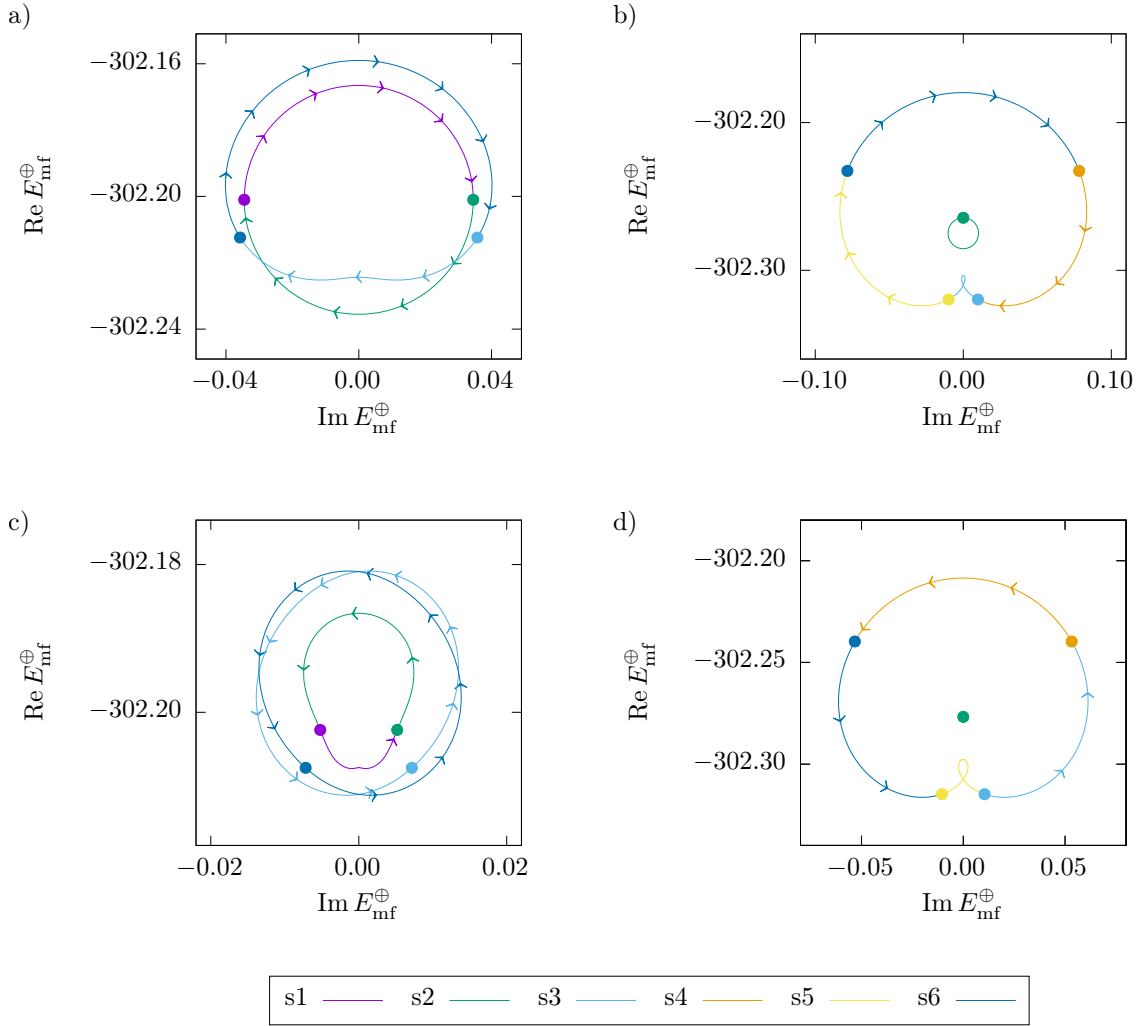 a)
−302.16
−302.20
−302.24
Re E⊕mf
−0.04 0.00 0.04
Im E⊕mf
b)
−302.20
−302.30
Re E⊕mf
−0.10 0.00 0.10
Im E⊕mf
c)
−302.18
−302.20
Re E⊕mf
−0.02 0.00 0.02
Im E⊕mf
d)
−302.20
−302.25
−302.30
Re E⊕mf
−0.05 0.00 0.05
Im E⊕mf
s1 s2 s3 s4 s5 s6